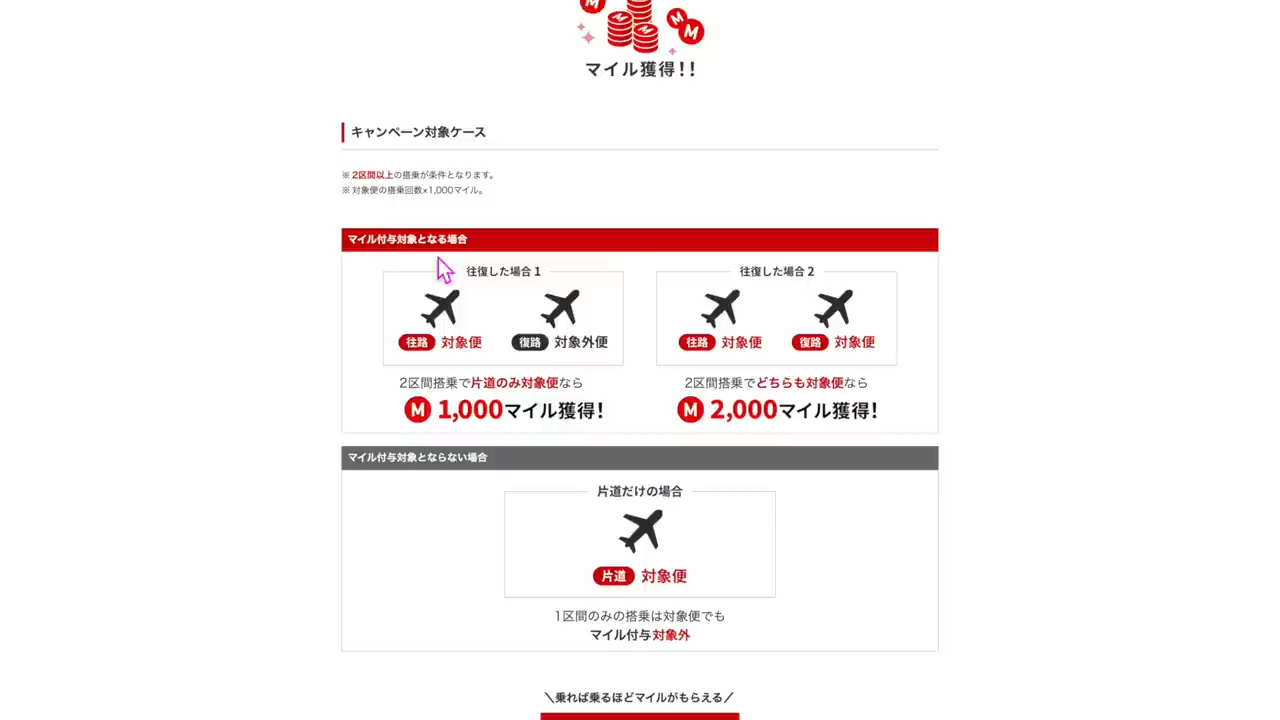 M
M
M
M
M
マイル獲得!!
キャンペーン対象ケース
※ 2区間以上の搭乗が条件となります。
※ 対象便の搭乗回数×1,000マイル。
マイル付与対象となる場合
往復した場合1
往復した場合2
往路 対象便
復路 対象外便
往路 対象便
復路 対象便
2区間搭乗で片道のみ対象便なら
M 1,000マイル獲得!
2区間搭乗でどちらも対象便なら
M 2,000マイル獲得!
マイル付与対象とならない場合
片道だけの場合
片道 対象便
1区間のみの搭乗は対象便でも
マイル付与対象外
＼乗れば乗るほどマイルがもらえる／